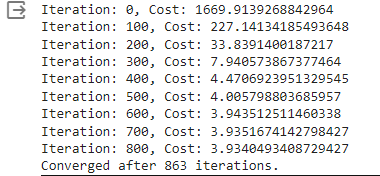 Iteration: 0, Cost: 1669.9139268842964
Iteration: 100, Cost: 227.14134185493648
Iteration: 200, Cost: 33.8391400187217
Iteration: 300, Cost: 7.940573867377464
Iteration: 400, Cost: 4.4706923951329545
Iteration: 500, Cost: 4.005798803685957
Iteration: 600, Cost: 3.943512511460338
Iteration: 700, Cost: 3.9351674142798427
Iteration: 800, Cost: 3.9340493408729427
Converged after 863 iterations.